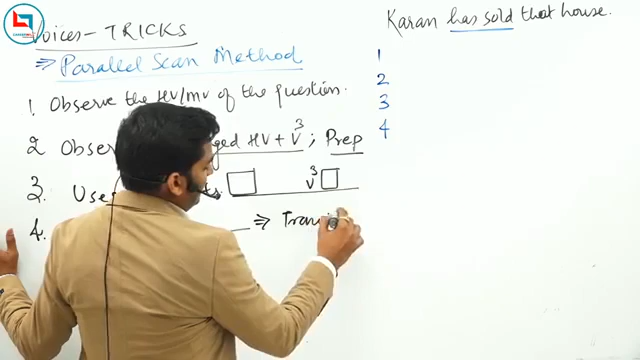 Voices - TRICKS
⇒ Parallel Scan Method
1. Observe the HV/MV of the question.
2 Obser ged HV + V3 ; Prep
3. Use ts. V3
4. ⇒ Trans
Karan has sold that house.
1
2
3
4